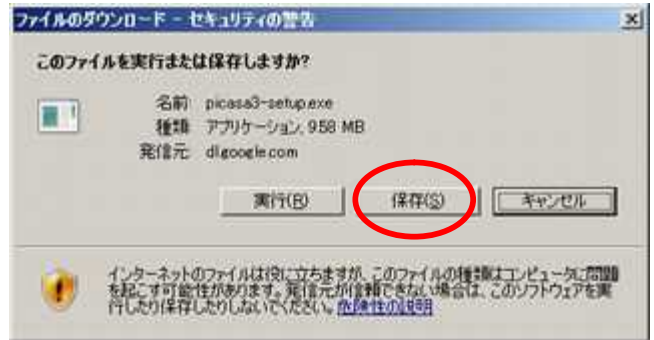 ファイルのダウンロード - セキュリティの警告
このファイルを実行または保存しますか?
名前 picasa3-setup.exe
種類 アプリケーション, 9.58 MB
発信元 dl.google.com
実行(R) 保存(S) キャンセル
インターネットのファイルは役に立ちますが、このファイルの種類はコンピュータに問題
を起こす可能性があります。発信元が信頼できない場合は、このソフトウェアを実
行したり保存したりしないでください。危険性の説明